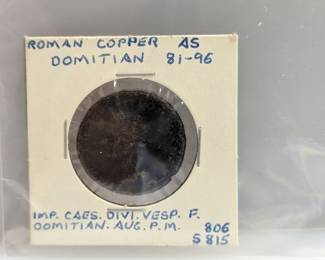 ROMAN COPPER AS
DOMITIAN 81-96
IMP. CAES. DIVI. VESP. F.
DOMITIAN. AUG. P. M. 806
S 815